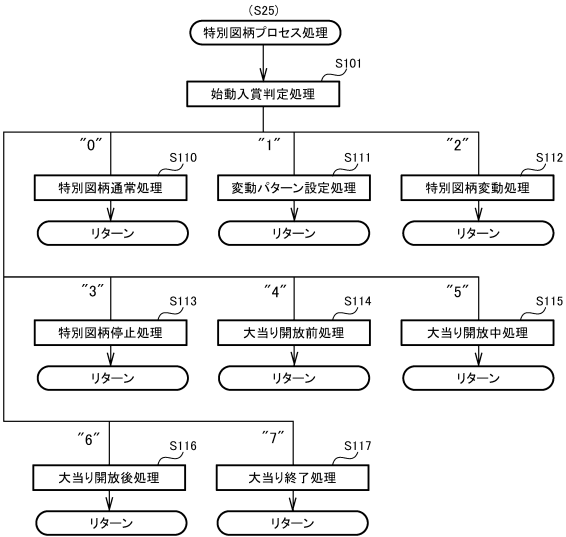 (S25)
特別図柄プロセス処理
S101
始動入賞判定処理
"0" "1" "2"
S110 S111 S112
特別図柄通常処理 変動パターン設定処理 特別図柄変動処理
リターン リターン リターン
"3" "4" "5"
S113 S114 S115
特別図柄停止処理 大当り開放前処理 大当り開放中処理
リターン リターン リターン
"6" "7"
S116 S117
大当り開放後処理 大当り終了処理
リターン リターン